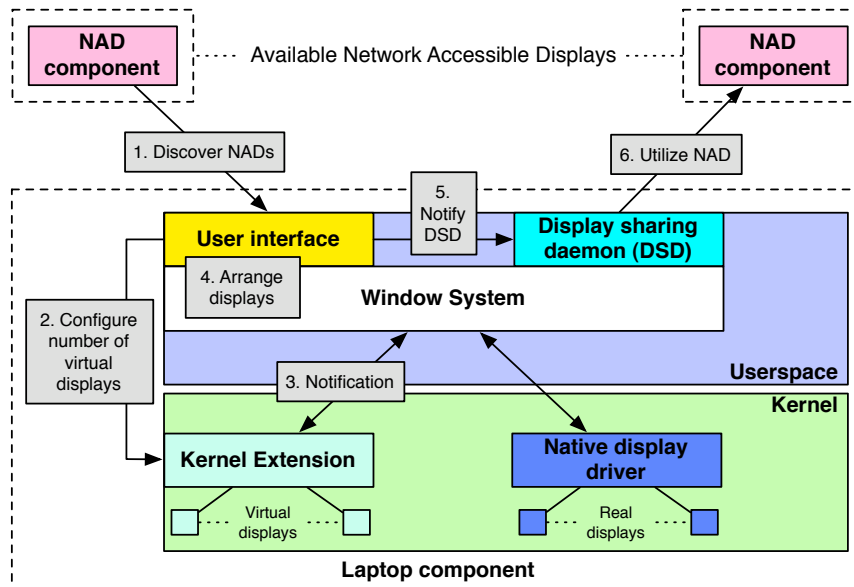 NAD
component
Available Network Accessible Displays
NAD
component
1. Discover NADs
6. Utilize NAD
5.
Notify
DSD
User interface
Display sharing
daemon (DSD)
4. Arrange
displays
Window System
2. Configure
number of
virtual
displays
3. Notification
Userspace
Kernel
Kernel Extension
Native display
driver
Virtual
displays
Real
displays
Laptop component